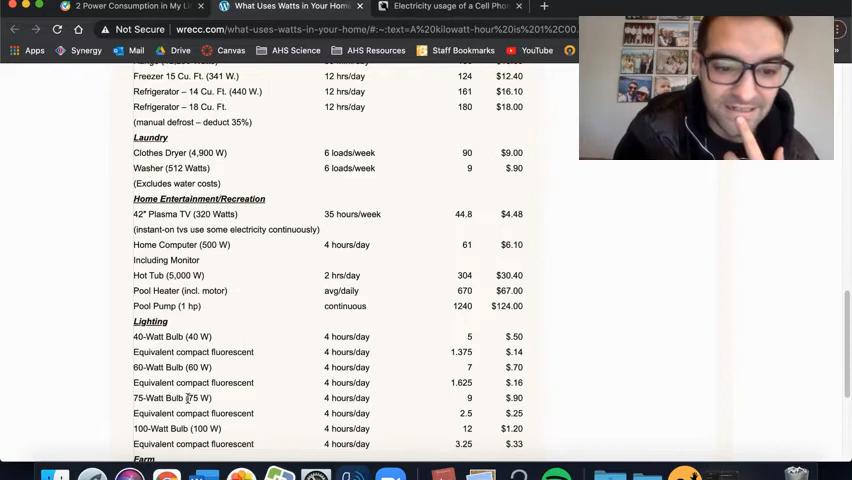 2 Power Consumption in My Li
What Uses Watts in Your Home
Electricity usage of a Cell Pho
Not Secure
wrecc.com/what-uses-watts-in-your-home/#:~:text=A%20kilowatt-hour%20is%201%2C00.
Apps
Synergy
Mail
Drive
Canvas
AHS Science
AHS Resources
Staff Bookmarks
YouTube
Freezer 15 Cu. Ft. (341 W.) 12 hrs/day 124 $12.40
Refrigerator – 14 Cu. Ft. (440 W.) 12 hrs/day 161 $16.10
Refrigerator – 18 Cu. Ft. 12 hrs/day 180 $18.00
(manual defrost – deduct 35%)
Laundry
Clothes Dryer (4,900 W) 6 loads/week 90 $9.00
Washer (512 Watts) 6 loads/week 9 $.90
(Excludes water costs)
Home Entertainment/Recreation
42" Plasma TV (320 Watts) 35 hours/week 44.8 $4.48
(instant-on tvs use some electricity continuously)
Home Computer (500 W) 4 hours/day 61 $6.10
Including Monitor
Hot Tub (5,000 W) 2 hrs/day 304 $30.40
Pool Heater (incl. motor) avg/daily 670 $67.00
Pool Pump (1 hp) continuous 1240 $124.00
Lighting
40-Watt Bulb (40 W) 4 hours/day 5 $.50
Equivalent compact fluorescent 4 hours/day 1.375 $.14
60-Watt Bulb (60 W) 4 hours/day 7 $.70
Equivalent compact fluorescent 4 hours/day 1.625 $.16
75-Watt Bulb (75 W) 4 hours/day 9 $.90
Equivalent compact fluorescent 4 hours/day 2.5 $.25
100-Watt Bulb (100 W) 4 hours/day 12 $1.20
Equivalent compact fluorescent 4 hours/day 3.25 $.33
Farm